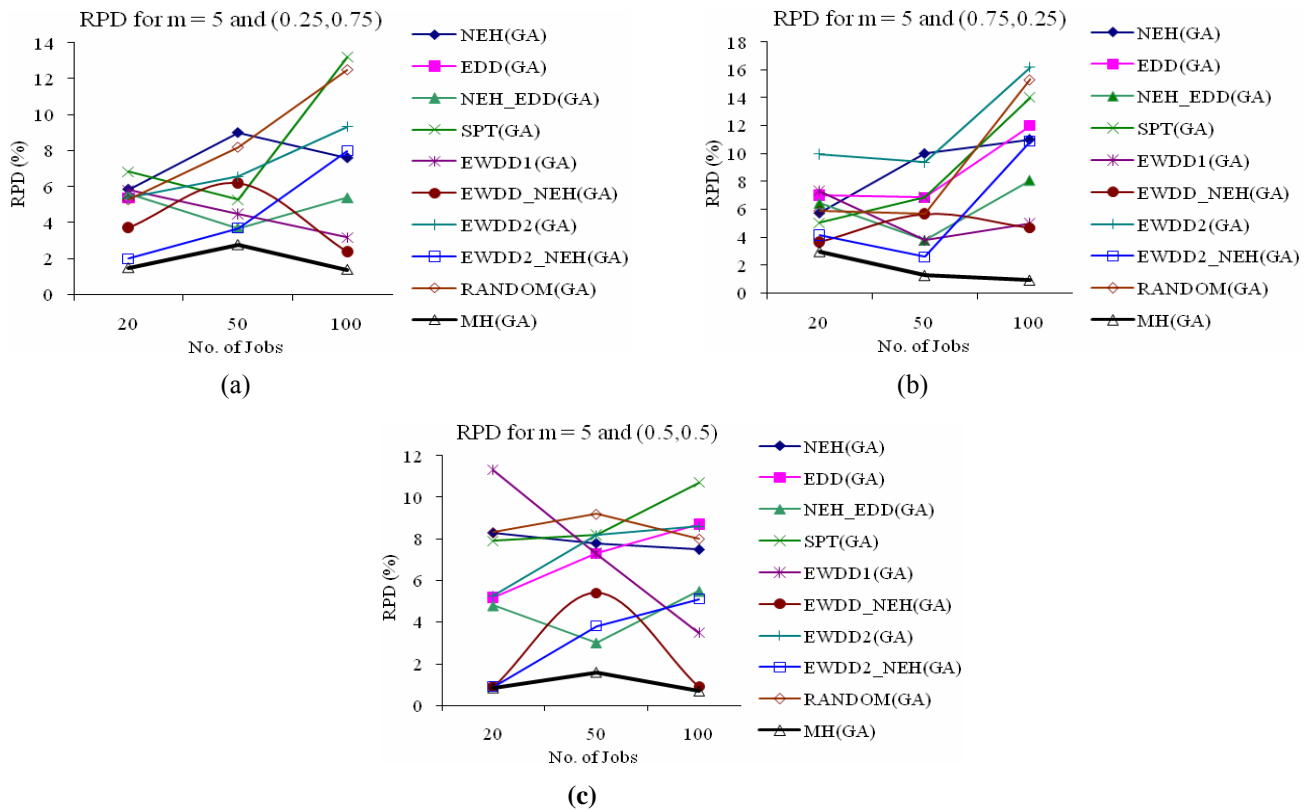 RPD for m = 5 and (0.25,0.75)
RPD (%)
14
12
10
8
6
4
2
0
20 50 100
No. of Jobs
NEH(GA)
EDD(GA)
NEH_EDD(GA)
SPT(GA)
EWDD1(GA)
EWDD_NEH(GA)
EWDD2(GA)
EWDD2_NEH(GA)
RANDOM(GA)
MH(GA)
(a)
RPD for m = 5 and (0.75,0.25)
RPD (%)
18
16
14
12
10
8
6
4
2
0
20 50 100
No. of Jobs
NEH(GA)
EDD(GA)
NEH_EDD(GA)
SPT(GA)
EWDD1(GA)
EWDD_NEH(GA)
EWDD2(GA)
EWDD2_NEH(GA)
RANDOM(GA)
MH(GA)
(b)
RPD for m = 5 and (0.5,0.5)
RPD (%)
12
10
8
6
4
2
0
20 50 100
No. of Jobs
NEH(GA)
EDD(GA)
NEH_EDD(GA)
SPT(GA)
EWDD1(GA)
EWDD_NEH(GA)
EWDD2(GA)
EWDD2_NEH(GA)
RANDOM(GA)
MH(GA)
(c)